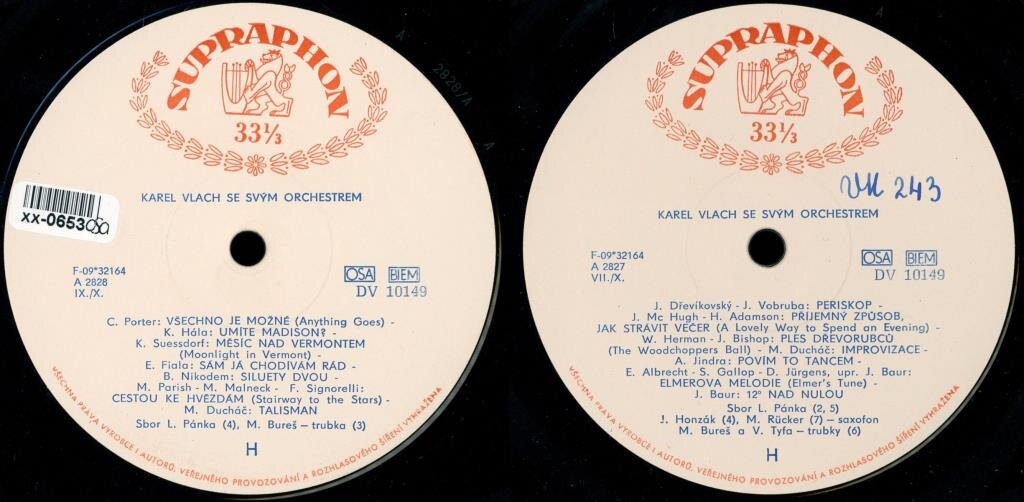 SUPRAPHON
33⅓
2828/A
A
A
KAREL VLACH SE SVÝM ORCHESTREM
xx-0653 OSA
F-09*32164
A 2828
IX./X.
OSA BIEM
DV 10149
C. Porter: VŠECHNO JE MOŽNÉ (Anything Goes) -
K. Hála: UMÍTE MADISON? -
K. Suessdorf: MĚSÍC NAD VERMONTEM
(Moonlight in Vermont) -
E. Fiala: SÁM JÁ CHODÍVÁM RÁD -
B. Nikodem: SILUETY DVOU -
M. Parish - M. Malneck - F. Signorelli:
CESTOU KE HVĚZDÁM (Stairway to the Stars) -
M. Ducháč: TALISMAN
Sbor L. Pánka (4), M. Bureš – trubka (3)
H
VŠECHNA PRÁVA VÝROBCE I AUTORŮ, VEŘEJNÉHO PROVOZOVÁNÍ A ROZHLASOVÉHO ŠÍŘENÍ VYHRAŽENA
SUPRAPHON
33⅓
243
KAREL VLACH SE SVÝM ORCHESTREM
F-09*32164
A 2827
VII./X.
OSA BIEM
DV 10149
J. Dřevíkovský - J. Vobruba: PERISKOP -
J. Mc Hugh - H. Adamson: PŘÍJEMNÝ ZPŮSOB,
JAK STRÁVIT VEČER (A Lovely Way to Spend an Evening) -
W. Herman - J. Bishop: PLES DŘEVORUBCŮ
(The Woodchoppers Ball) - M. Ducháč: IMPROVIZACE -
A. Jindra: POVÍM TO TANCEM -
E. Albrecht - S. Gallop - D. Jürgens, upr. J. Baur:
ELMEROVA MELODIE (Elmer's Tune) -
J. Baur: 12° NAD NULOU
Sbor L. Pánka (2, 5)
J. Honzák (4), M. Rücker (7) – saxofon
M. Bureš a V. Tyfa – trubky (6)
H
VŠECHNA PRÁVA VÝROBCE I AUTORŮ, VEŘEJNÉHO PROVOZOVÁNÍ A ROZHLASOVÉHO ŠÍŘENÍ VYHRAŽENA